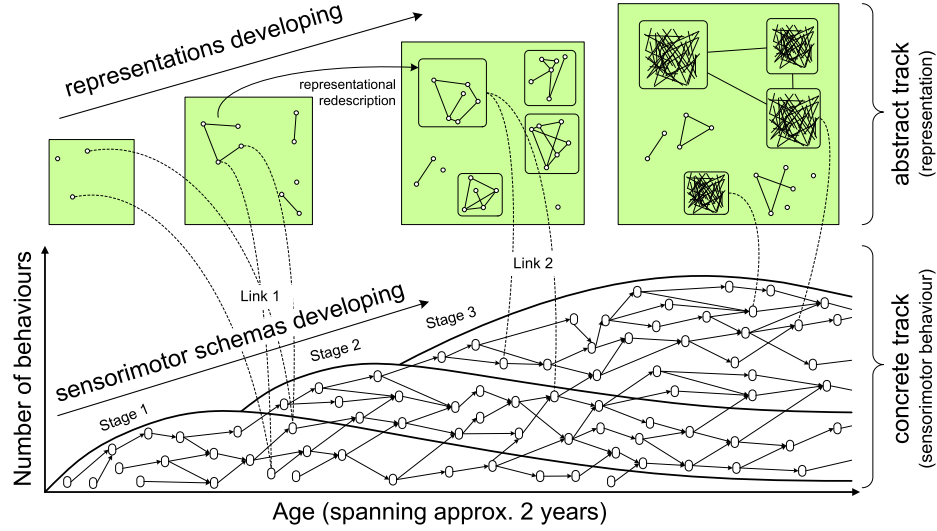 representations developing
representational
redescription
abstract track
(representation)
Link 1
Link 2
sensorimotor schemas developing
Stage 1
Stage 2
Stage 3
Number of behaviours
concrete track
(sensorimotor behaviour)
Age (spanning approx. 2 years)